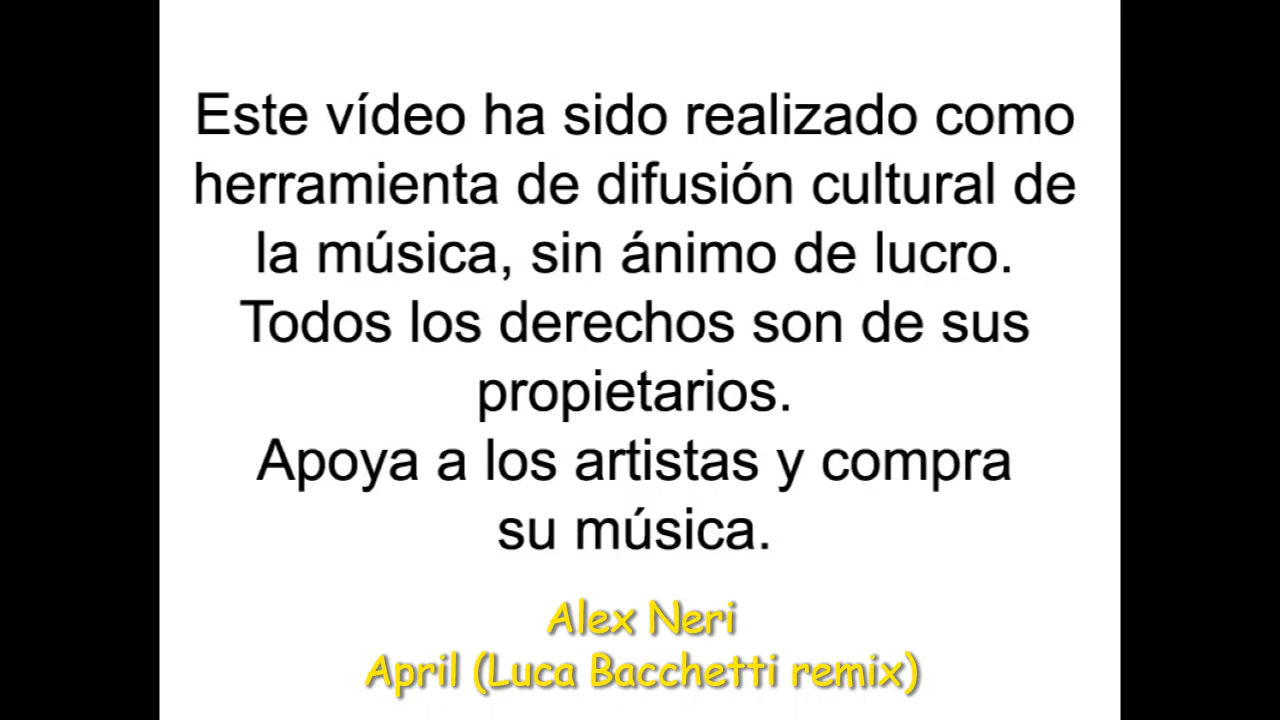 Este vídeo ha sido realizado como
herramienta de difusión cultural de
la música, sin ánimo de lucro.
Todos los derechos son de sus
propietarios.
Apoya a los artistas y compra
su música.
Alex Neri
April (Luca Bacchetti remix)